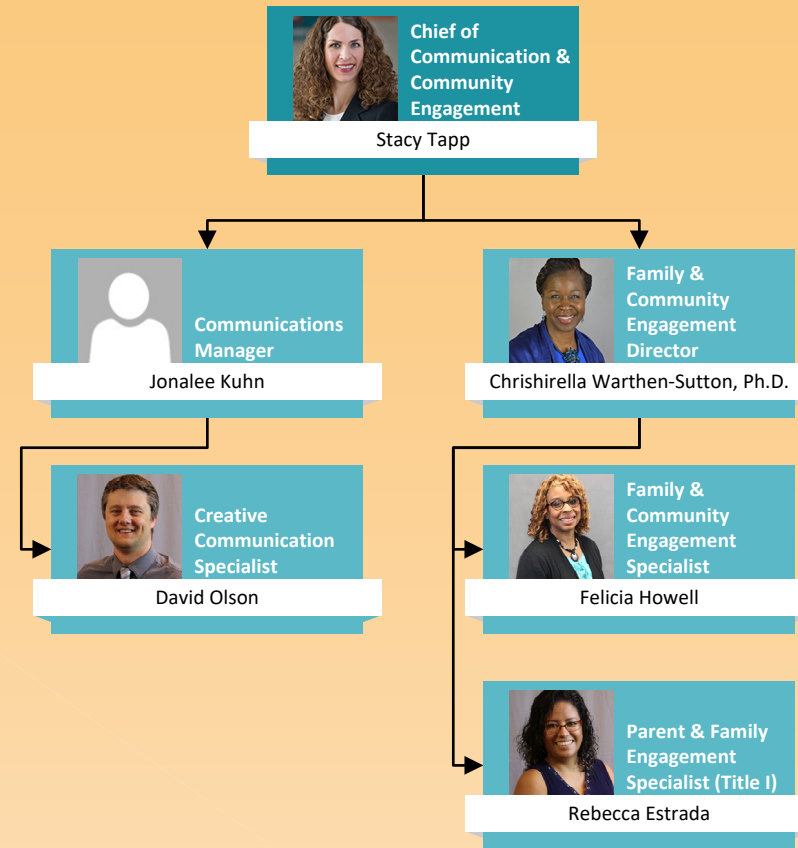 Chief of
Communication &
Community
Engagement
Stacy Tapp
Communications
Manager
Jonalee Kuhn
Family &
Community
Engagement
Director
Chrishirella Warthen-Sutton, Ph.D.
Creative
Communication
Specialist
David Olson
Family &
Community
Engagement
Specialist
Felicia Howell
Parent & Family
Engagement
Specialist (Title I)
Rebecca Estrada